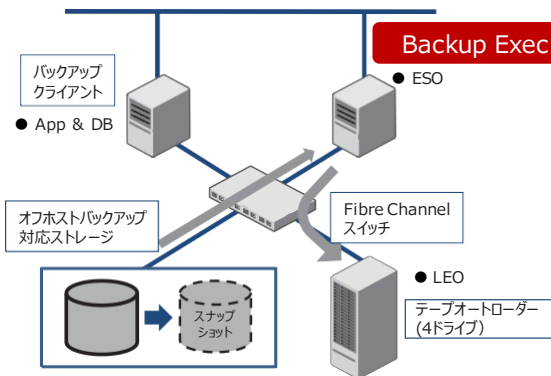 Backup Exec
バックアップ
クライアント
● ESO
● App & DB
オフホストバックアップ
対応ストレージ
Fibre Channel
スイッチ
● LEO
テープオートローダー
(4ドライブ)
スナップ
ショット